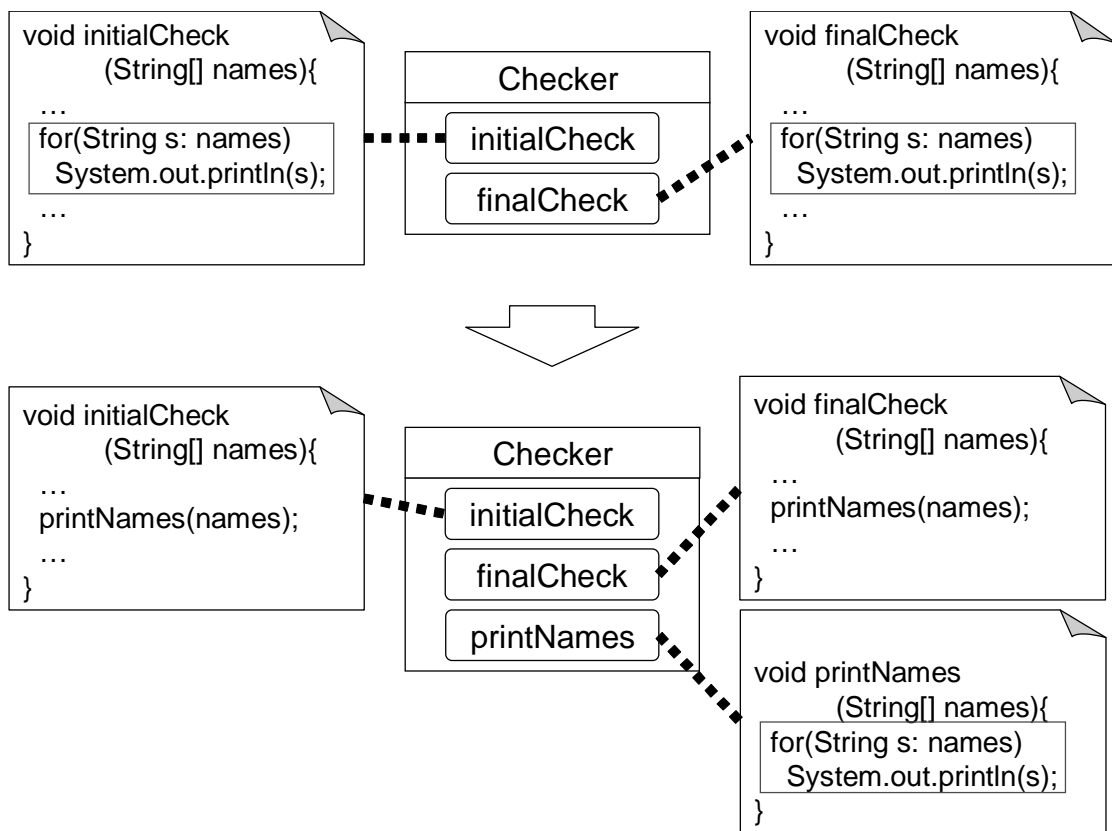 void initialCheck
(String[] names){
…
for(String s: names)
System.out.println(s);
…
}
Checker
initialCheck
finalCheck
void finalCheck
(String[] names){
…
for(String s: names)
System.out.println(s);
…
}
void initialCheck
(String[] names){
…
printNames(names);
…
}
Checker
initialCheck
finalCheck
printNames
void finalCheck
(String[] names){
…
printNames(names);
…
}
void printNames
(String[] names){
for(String s: names)
System.out.println(s);
}